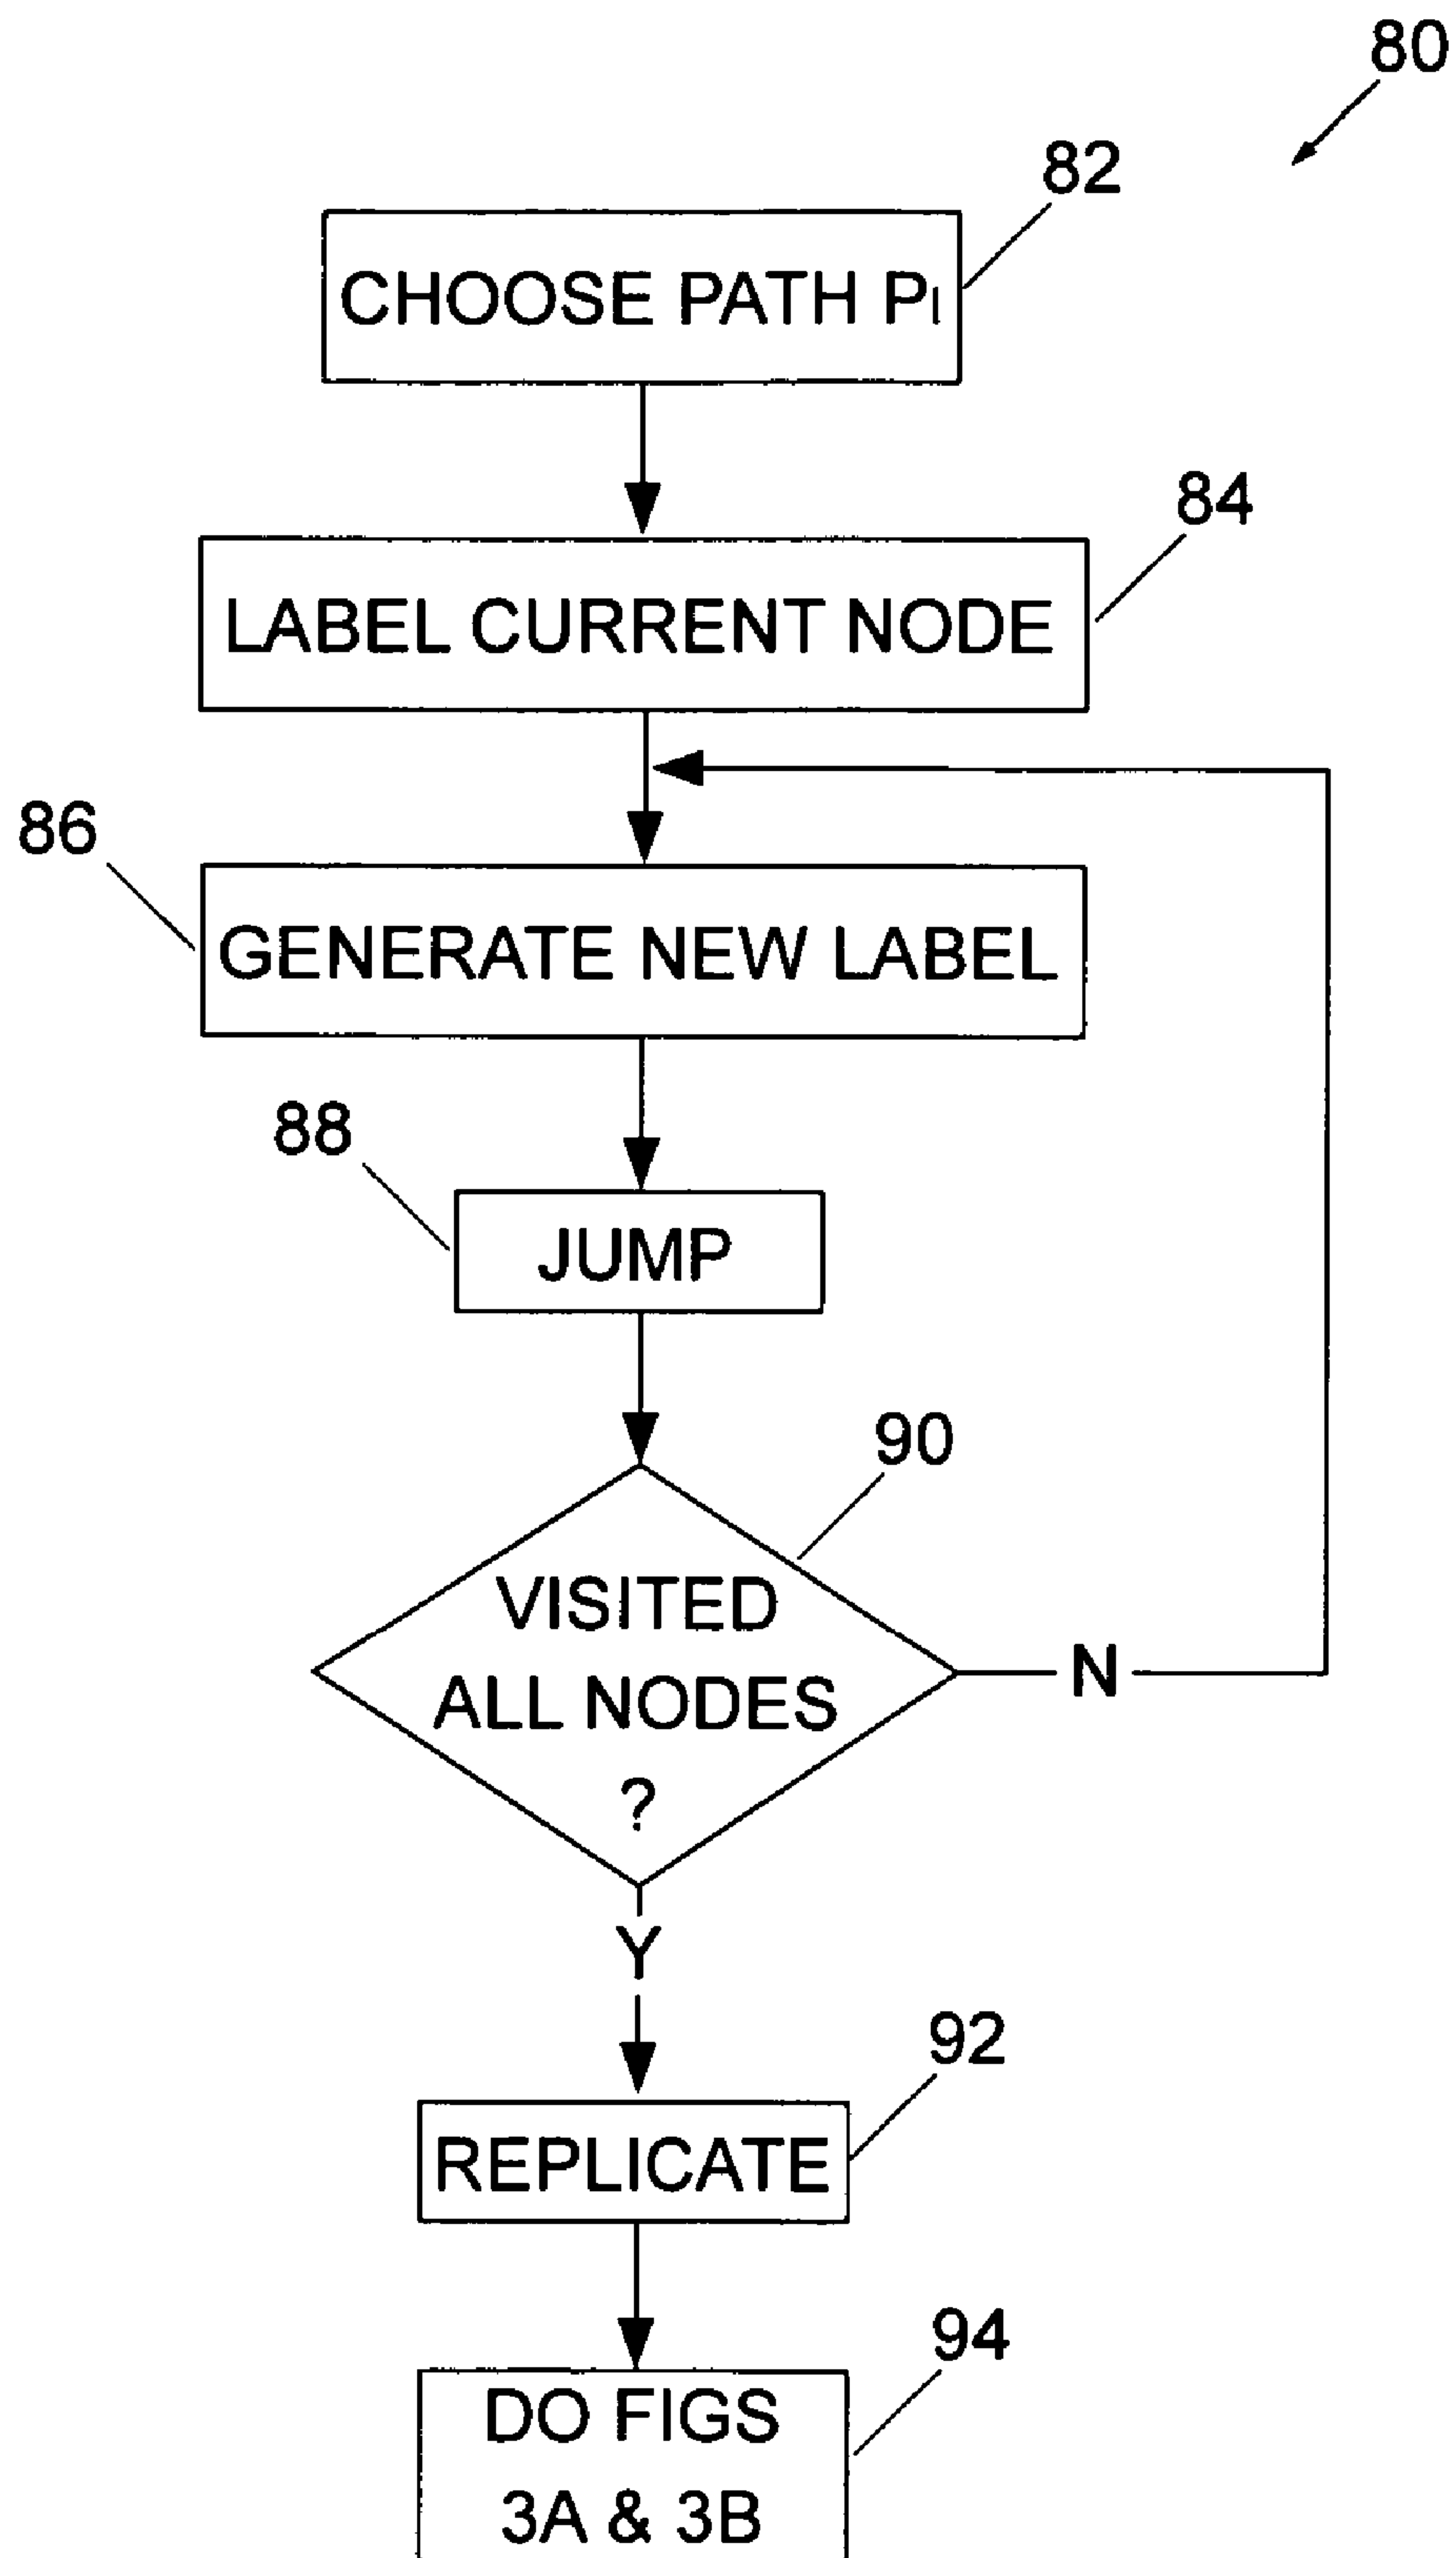 80
82
CHOOSE PATH PI
84
LABEL CURRENT NODE
86
GENERATE NEW LABEL
88
JUMP
90
VISITED
ALL NODES
?
N
Y
92
REPLICATE
94
DO FIGS
3A & 3B